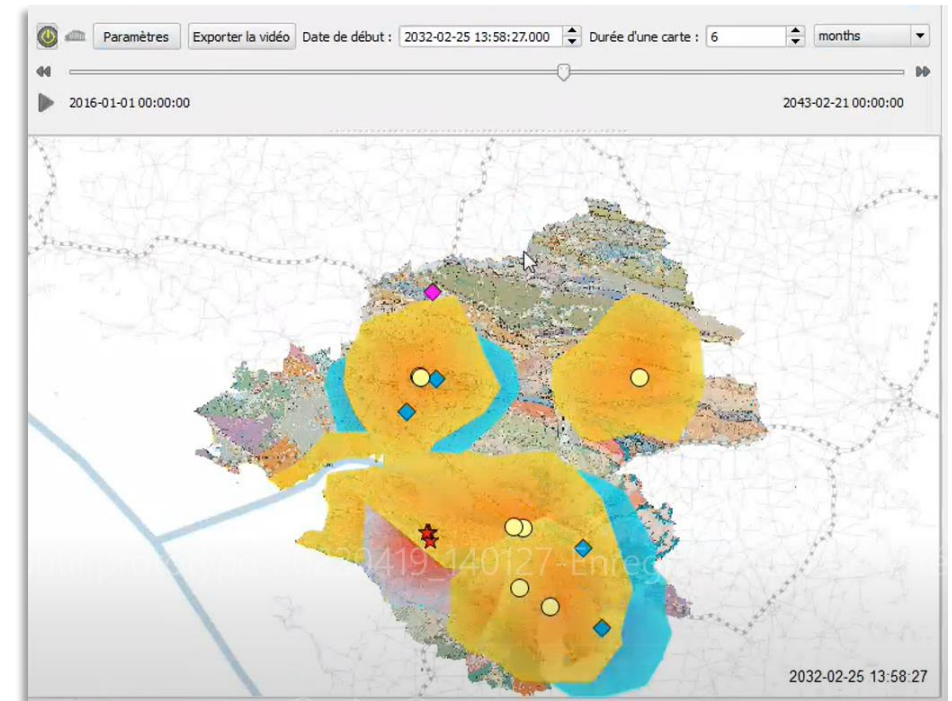 Paramètres Exporter la vidéo Date de début : 2032-02-25 13:58:27.000 Durée d'une carte : 6 months
2016-01-01 00:00:00 2043-02-21 00:00:00
2032-02-25 13:58:27